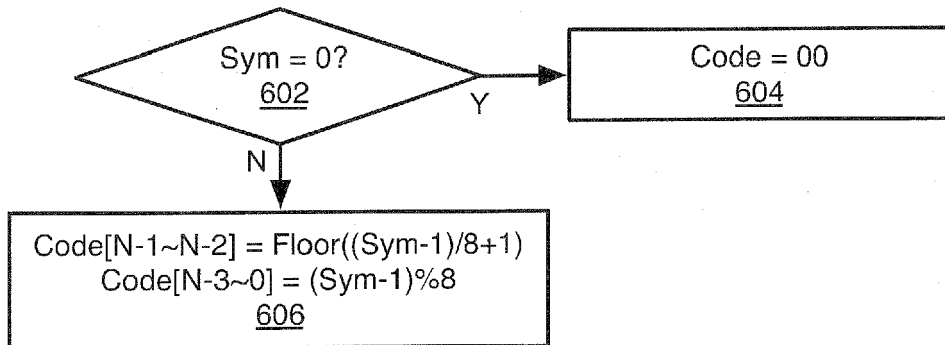 Sym = 0?
602
Y
N
Code = 00
604
Code[N-1~N-2] = Floor((Sym-1)/8+1)
Code[N-3~0] = (Sym-1)%8
606